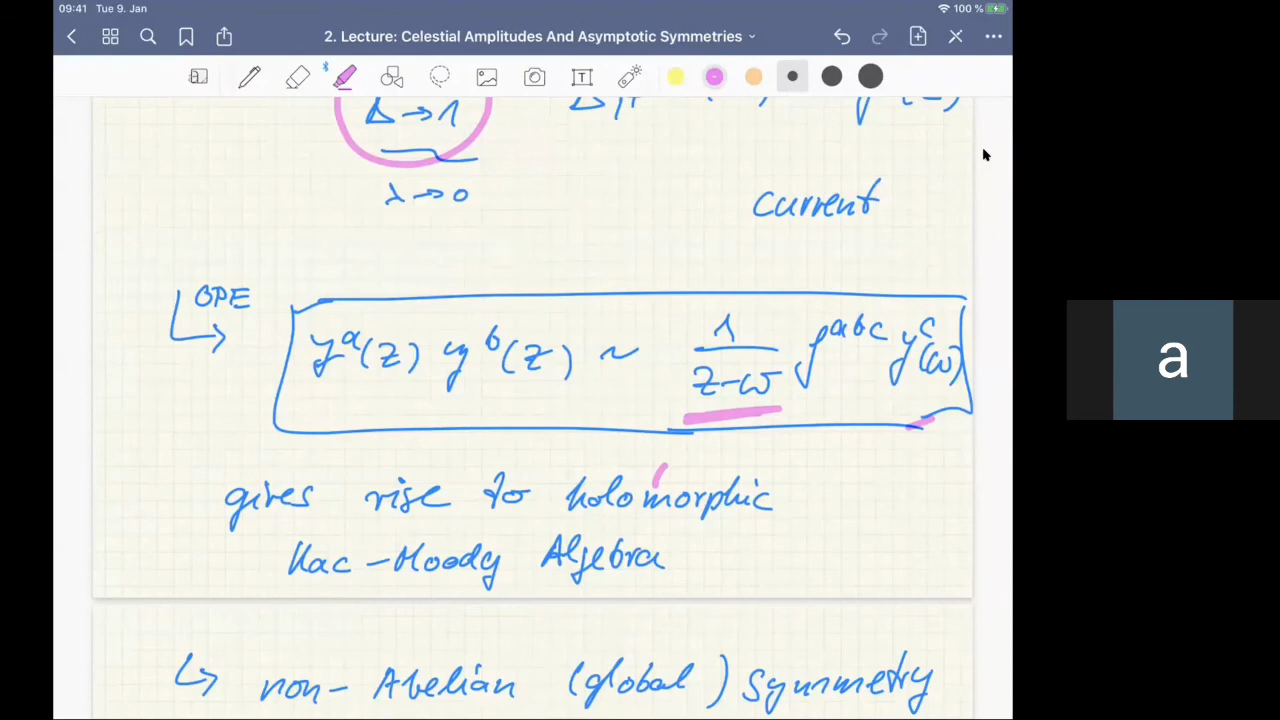 09:41 Tue 9. Jan 100 %
2. Lecture: Celestial Amplitudes And Asymptotic Symmetries
T
Δ → 1
λ → 0
current
OPE
y^a(z) y^b(z) ~ 1/(z-ω) f^{abc} y^c(ω)
a
gives rise to holomorphic
Kac-Moody Algebra
↳ non-Abelian (global) symmetry